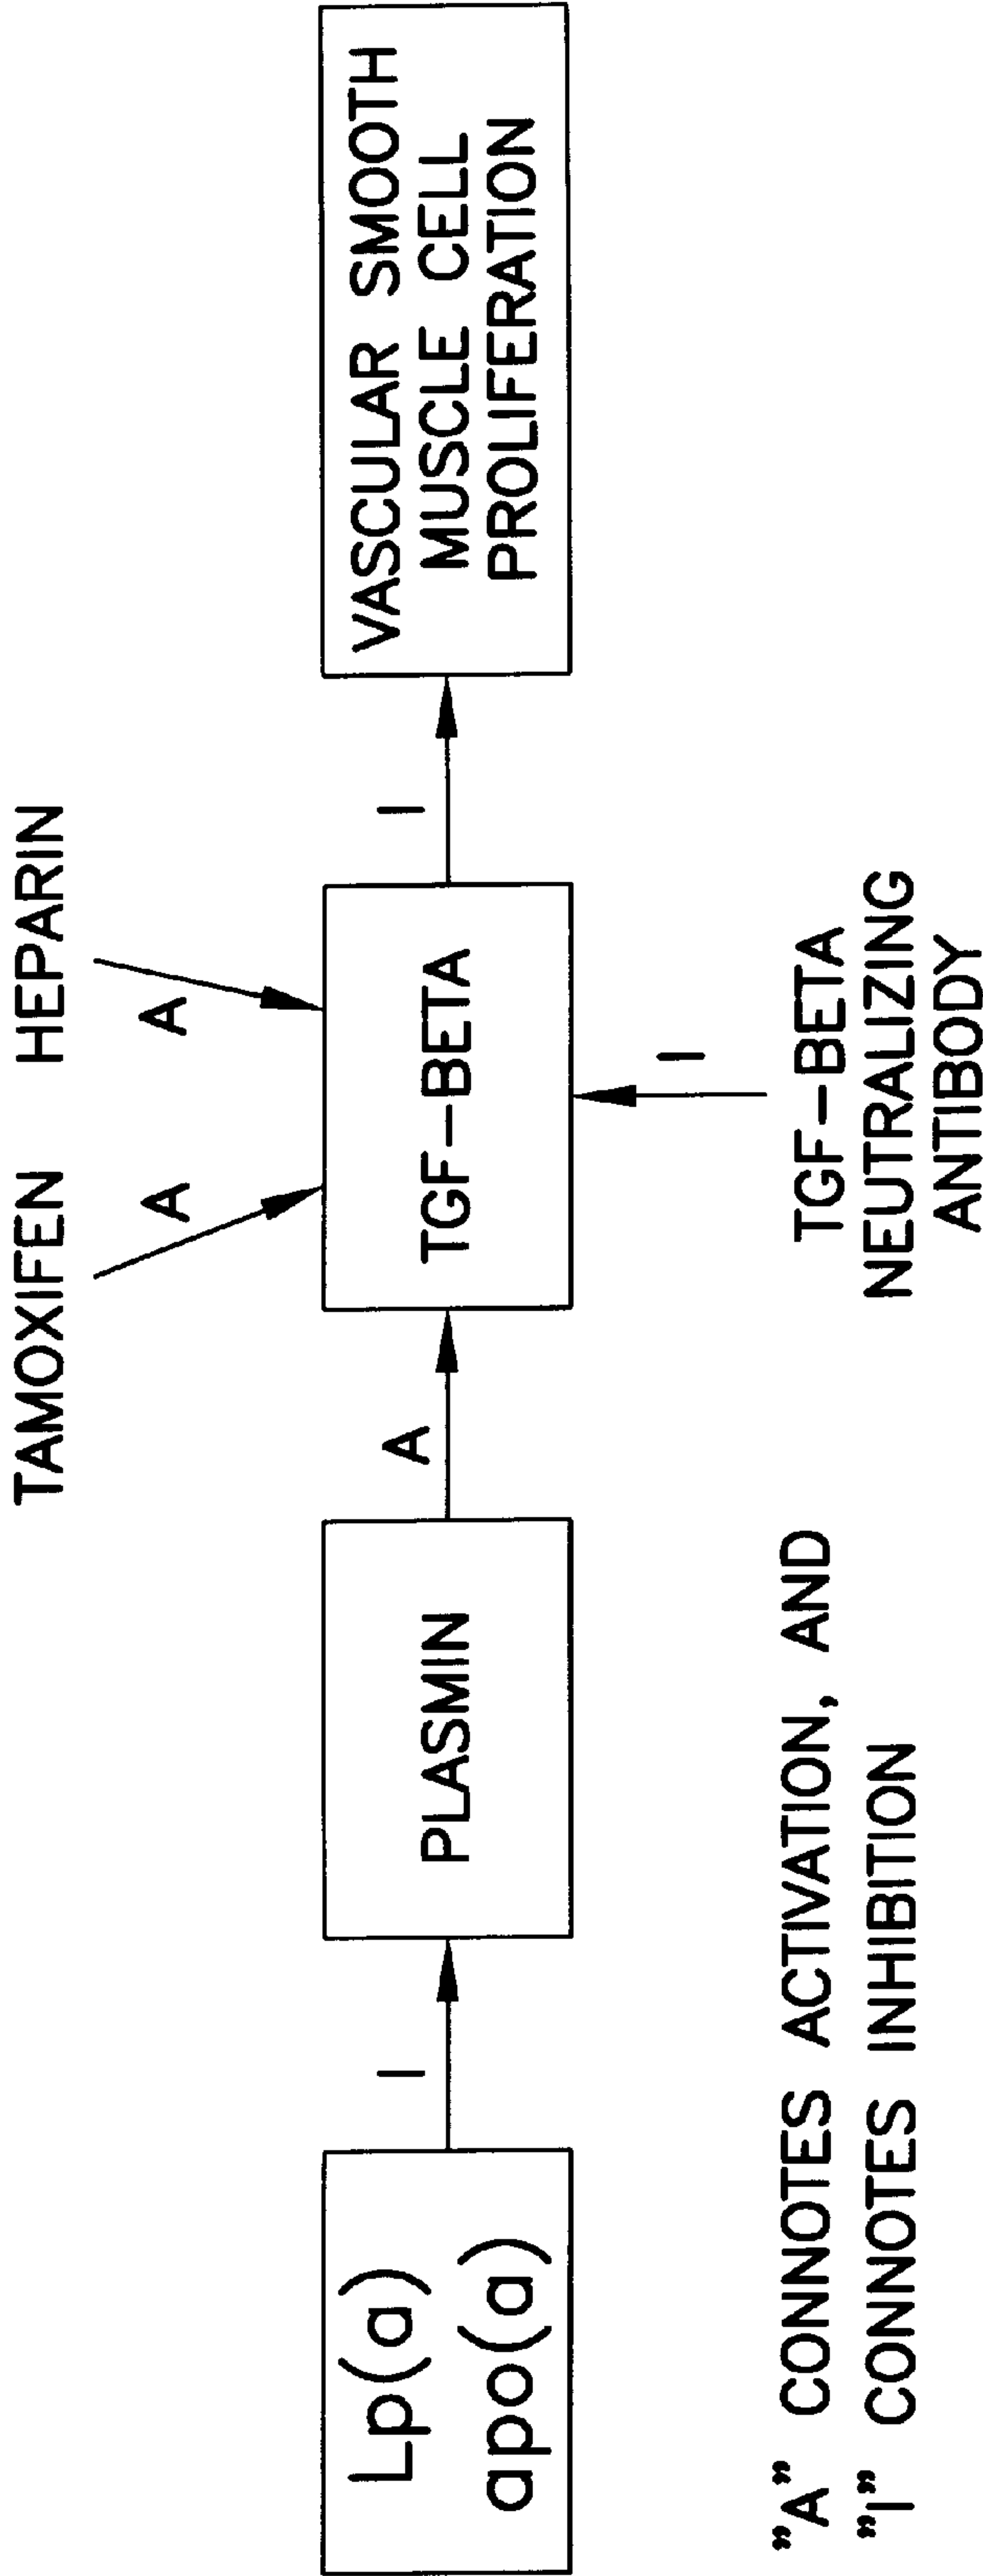 TAMOXIFEN HEPARIN
A A
Lp(a)
apo(a)
I
PLASMIN
A
TGF-BETA
I
VASCULAR SMOOTH
MUSCLE CELL
PROLIFERATION
I
TGF-BETA
NEUTRALIZING
ANTIBODY
"A" CONNOTES ACTIVATION, AND
"I" CONNOTES INHIBITION